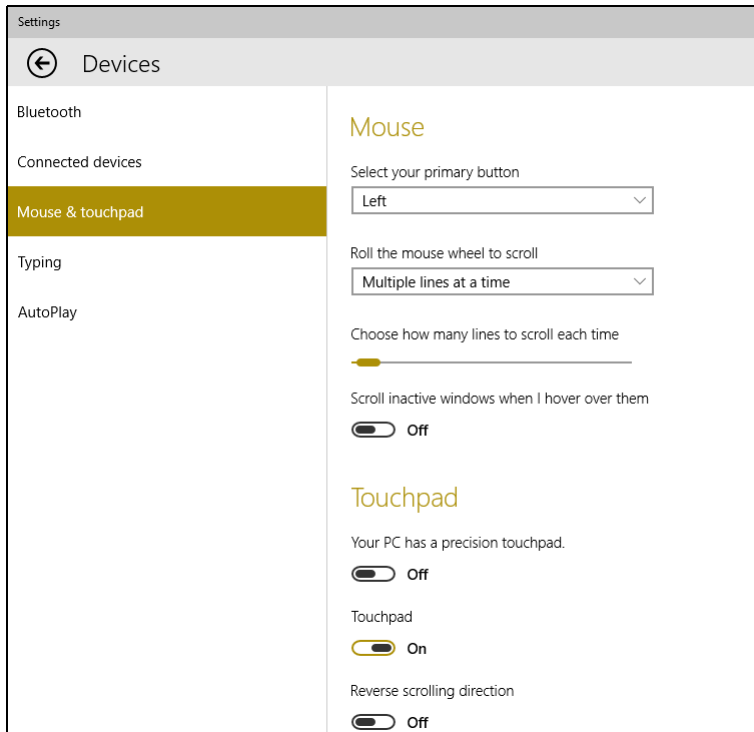 Settings
Devices
Bluetooth
Connected devices
Mouse & touchpad
Typing
AutoPlay
Mouse
Select your primary button
Left
Roll the mouse wheel to scroll
Multiple lines at a time
Choose how many lines to scroll each time
Scroll inactive windows when I hover over them
Off
Touchpad
Your PC has a precision touchpad.
Off
Touchpad
On
Reverse scrolling direction
Off